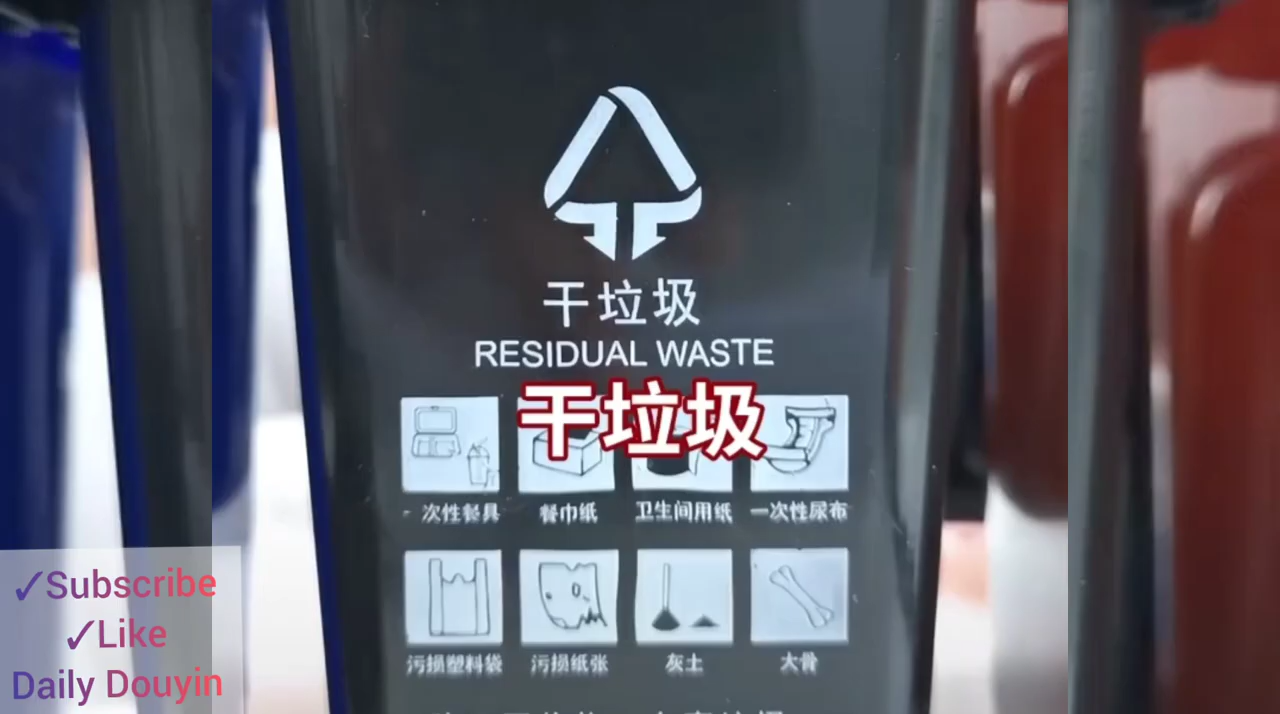 干垃圾
RESIDUAL WASTE
干垃圾
一次性餐具 餐巾纸 卫生间用纸 一次性尿布
污损塑料袋 污损纸张 灰土 大骨
✓Subscribe
✓Like
Daily Douyin